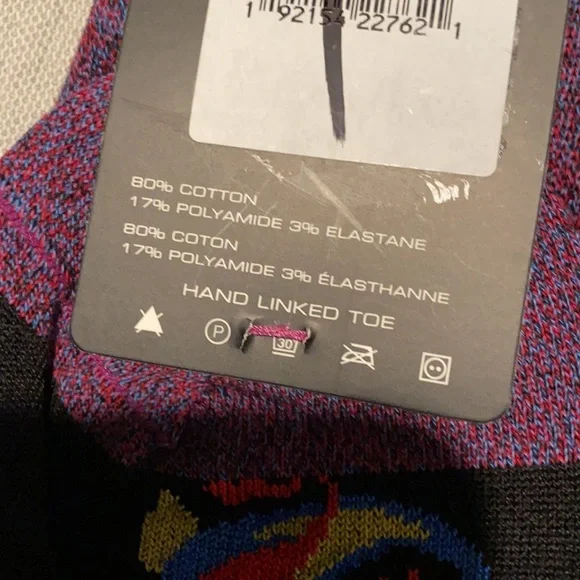 1 92154 22762 1
80% COTTON
17% POLYAMIDE 3% ELASTANE
80% COTON
17% POLYAMIDE 3% ÉLASTHANNE
HAND LINKED TOE
P 30